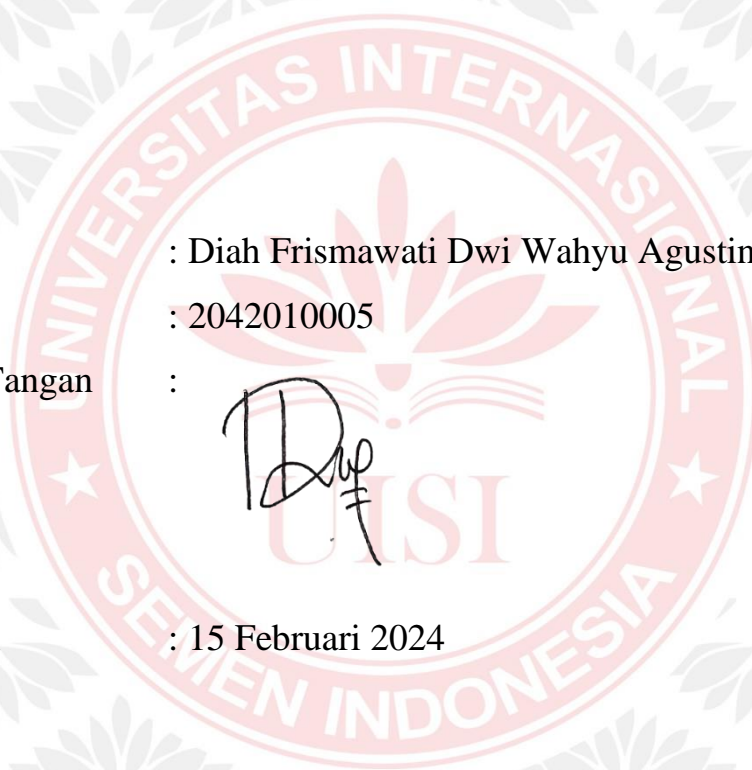 UNIVERSITAS INTERNASIONAL
: Diah Frismawati Dwi Wahyu Agustin
: 2042010005
Tangan :
UISI
: 15 Februari 2024
SEMEN INDONESIA